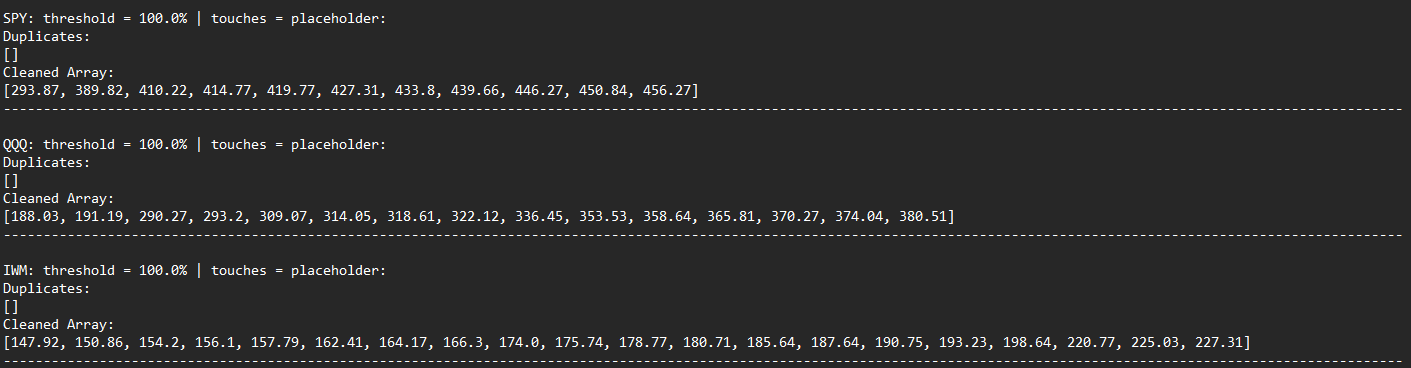 SPY: threshold = 100.0% | touches = placeholder:
Duplicates:
[]
Cleaned Array:
[293.87, 389.82, 410.22, 414.77, 419.77, 427.31, 433.8, 439.66, 446.27, 450.84, 456.27]
-------------------------------------------------------------------------------------------------------------------------------------------------------------------------------
QQQ: threshold = 100.0% | touches = placeholder:
Duplicates:
[]
Cleaned Array:
[188.03, 191.19, 290.27, 293.2, 309.07, 314.05, 318.61, 322.12, 336.45, 353.53, 358.64, 365.81, 370.27, 374.04, 380.51]
-------------------------------------------------------------------------------------------------------------------------------------------------------------------------------
IWM: threshold = 100.0% | touches = placeholder:
Duplicates:
[]
Cleaned Array:
[147.92, 150.86, 154.2, 156.1, 157.79, 162.41, 164.17, 166.3, 174.0, 175.74, 178.77, 180.71, 185.64, 187.64, 190.75, 193.23, 198.64, 220.77, 225.03, 227.31]
-------------------------------------------------------------------------------------------------------------------------------------------------------------------------------